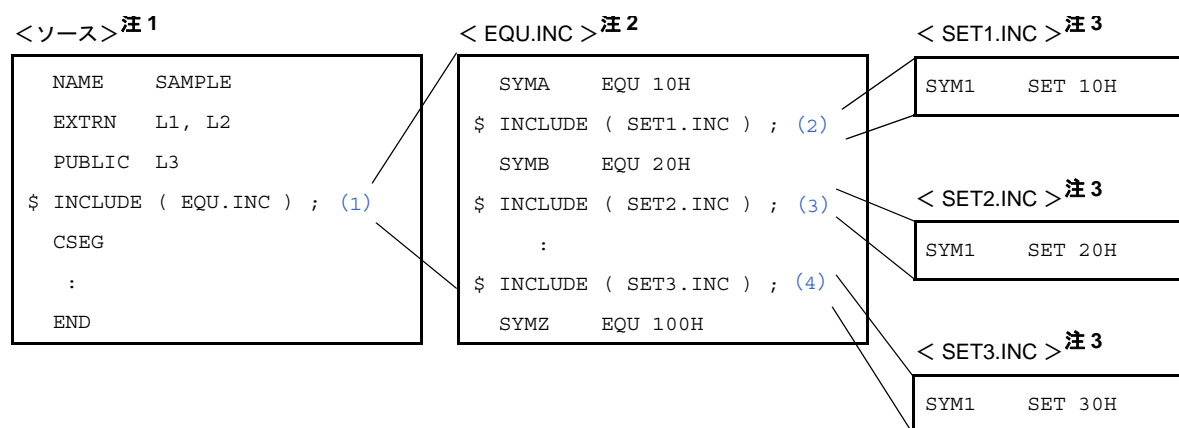 ＜ソース＞注1
NAME SAMPLE
EXTRN L1, L2
PUBLIC L3
$ INCLUDE ( EQU.INC ) ; (1)
CSEG
:
END
＜ EQU.INC ＞注2
SYMA EQU 10H
$ INCLUDE ( SET1.INC ) ; (2)
SYMB EQU 20H
$ INCLUDE ( SET2.INC ) ; (3)
:
$ INCLUDE ( SET3.INC ) ; (4)
SYMZ EQU 100H
＜ SET1.INC ＞注3
SYM1 SET 10H
＜ SET2.INC ＞注3
SYM1 SET 20H
＜ SET3.INC ＞注3
SYM1 SET 30H